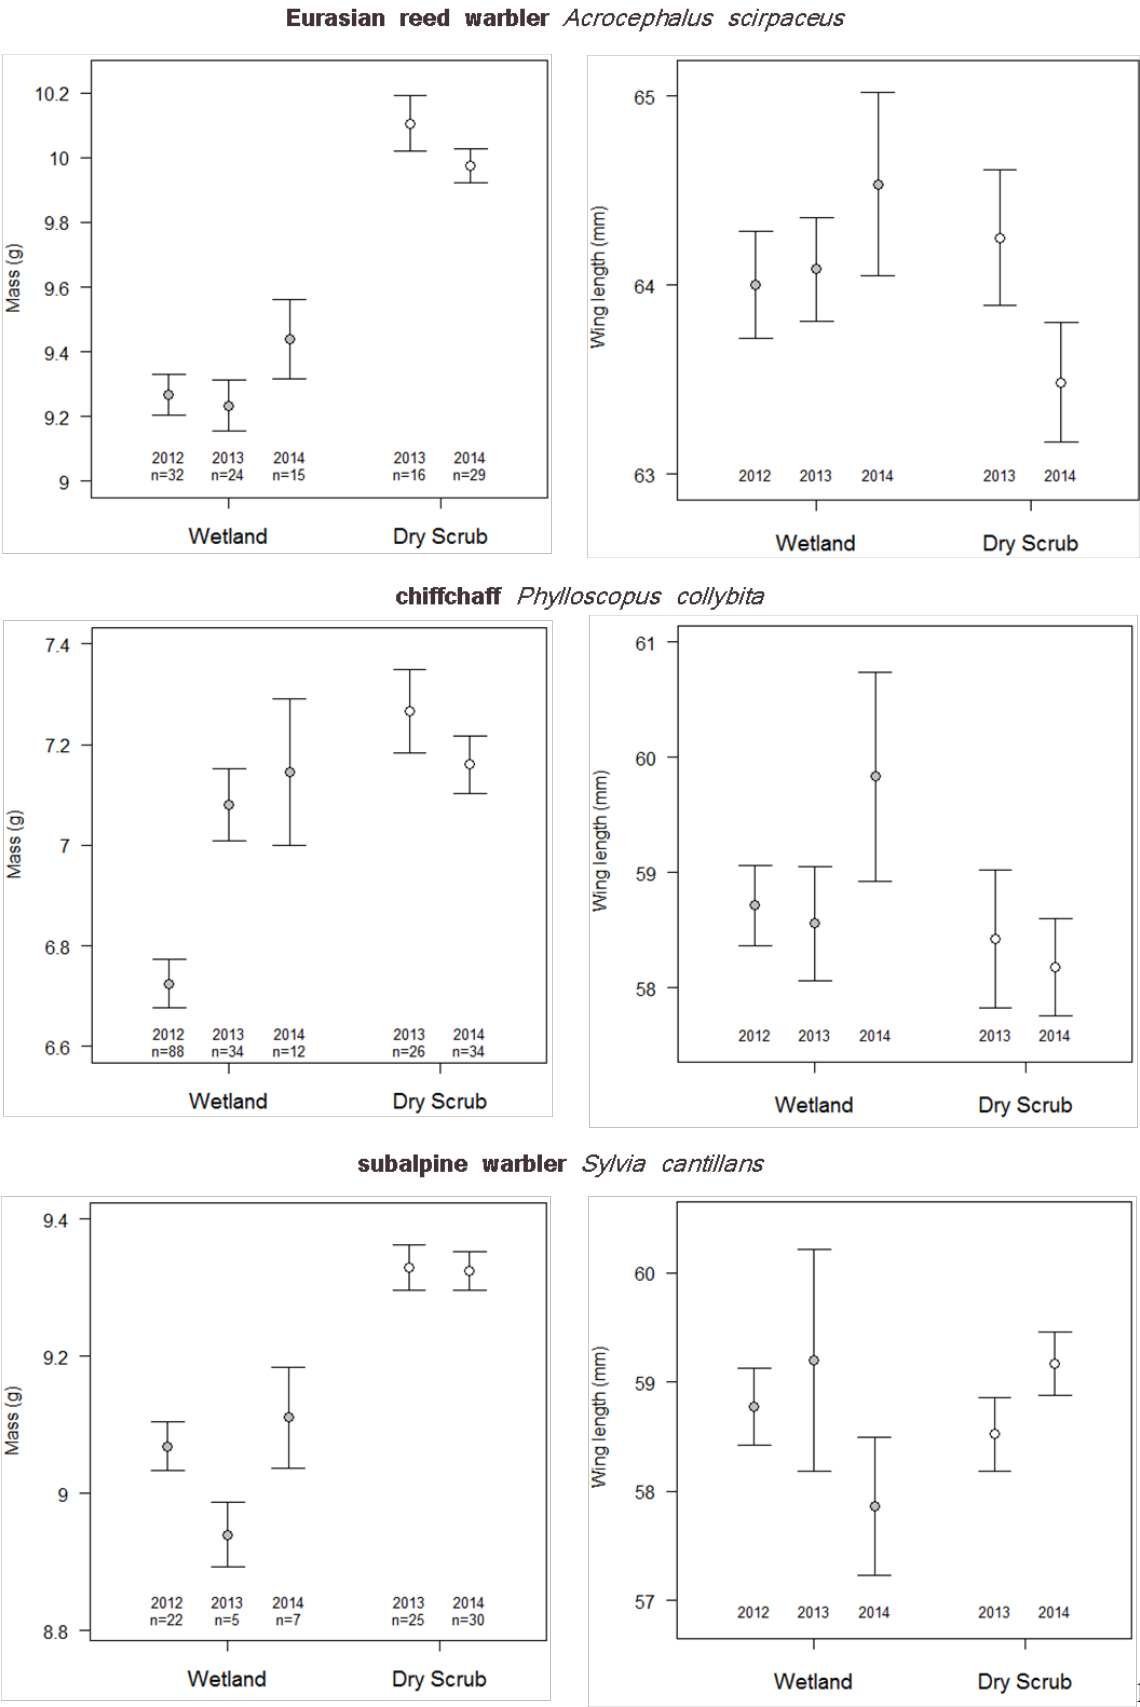 Eurasian reed warbler Acrocephalus scirpaceus
10.2
10
9.8
9.6
9.4
9.2
9
Mass (g)
2012 2013 2014 2013 2014
n=32 n=24 n=15 n=16 n=29
Wetland Dry Scrub
65
64
63
Wing length (mm)
2012 2013 2014 2013 2014
Wetland Dry Scrub
chiffchaff Phylloscopus collybita
7.4
7.2
7
6.8
6.6
Mass (g)
2012 2013 2014 2013 2014
n=88 n=34 n=12 n=26 n=34
Wetland Dry Scrub
61
60
59
58
Wing length (mm)
2012 2013 2014 2013 2014
Wetland Dry Scrub
subalpine warbler Sylvia cantillans
9.4
9.2
9
8.8
Mass (g)
2012 2013 2014 2013 2014
n=22 n=5 n=7 n=25 n=30
Wetland Dry Scrub
60
59
58
57
Wing length (mm)
2012 2013 2014 2013 2014
Wetland Dry Scrub